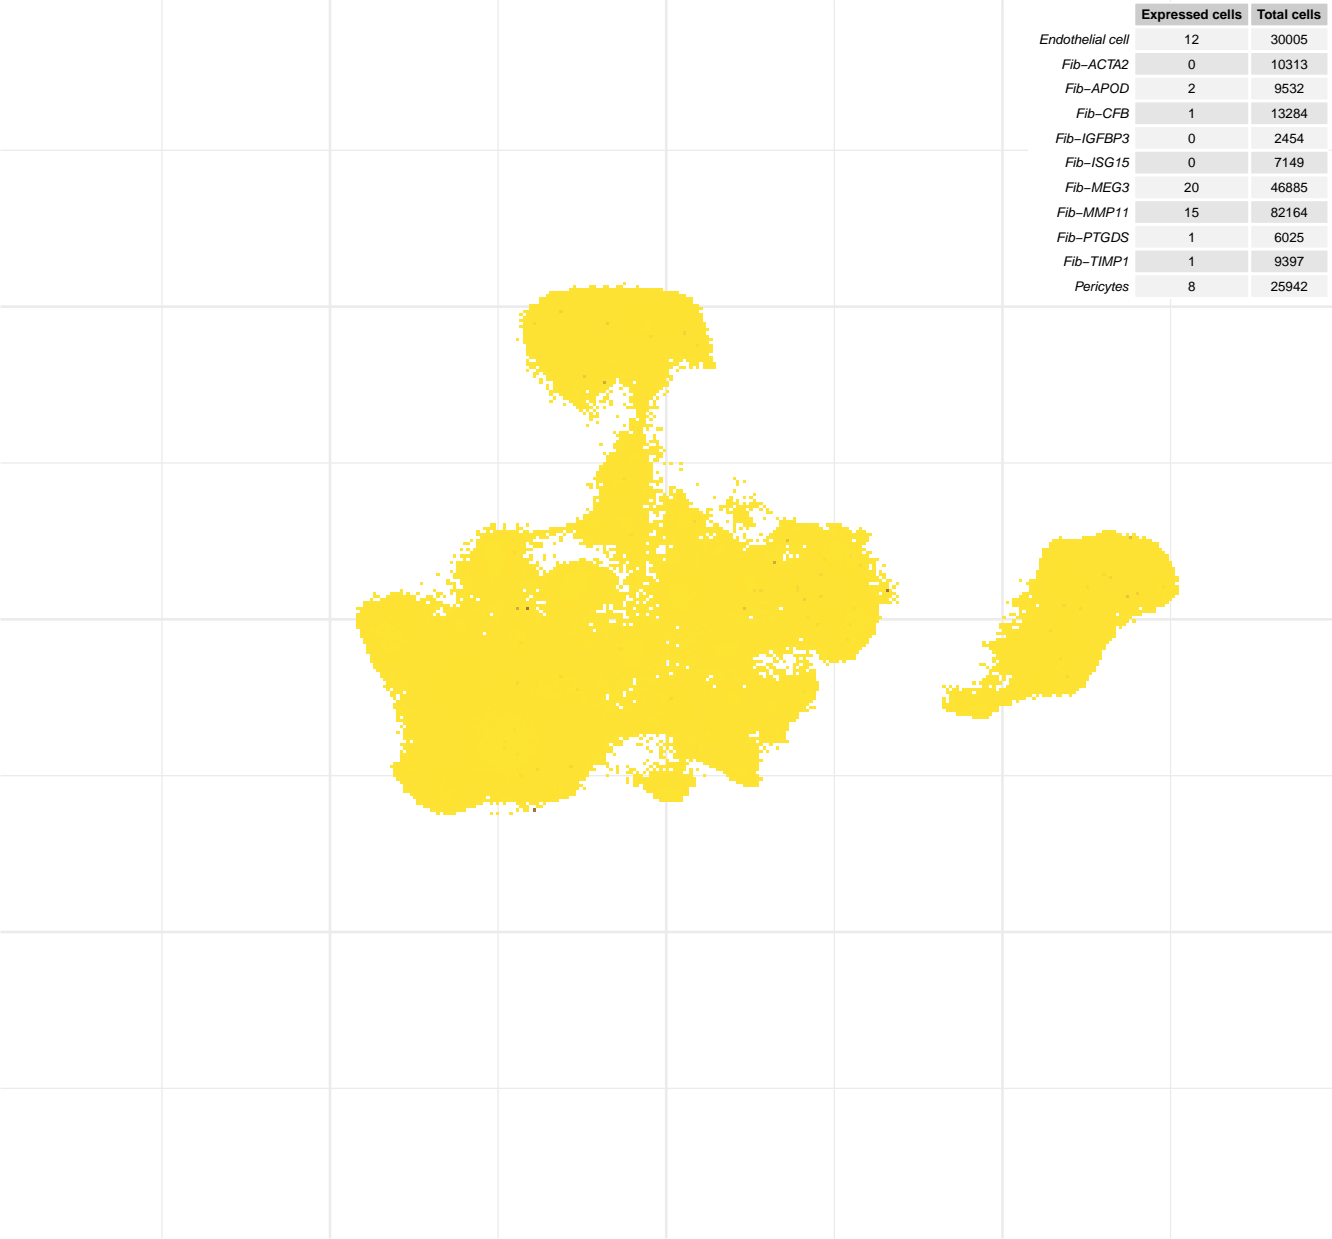 Expressed cells Total cells
Endothelial cell 12 30005
Fib−ACTA2 0 10313
Fib−APOD 2 9532
Fib−CFB 1 13284
Fib−IGFBP3 0 2454
Fib−ISG15 0 7149
Fib−MEG3 20 46885
Fib−MMP11 15 82164
Fib−PTGDS 1 6025
Fib−TIMP1 1 9397
Pericytes 8 25942